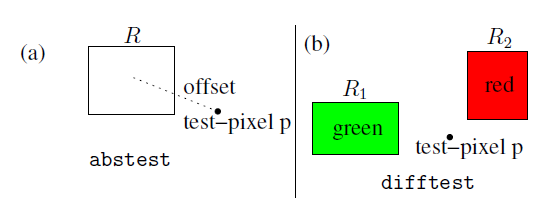 (a)
R
offset
test-pixel p
abstest
(b)
R₁
green
R₂
red
test-pixel p
difftest